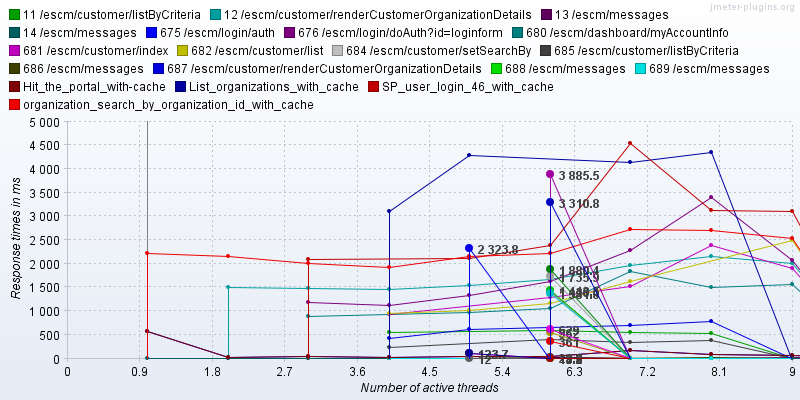 jmeter-plugins.org
11 /escm/customer/listByCriteria 12 /escm/customer/renderCustomerOrganizationDetails 13 /escm/messages
14 /escm/messages 675 /escm/login/auth 676 /escm/login/doAuth?id=loginform 680 /escm/dashboard/myAccountInfo
681 /escm/customer/index 682 /escm/customer/list 684 /escm/customer/setSearchBy 685 /escm/customer/listByCriteria
686 /escm/messages 687 /escm/customer/renderCustomerOrganizationDetails 688 /escm/messages 689 /escm/messages
Hit_the_portal_with-cache List_organizations_with_cache SP_user_login_46_with_cache
organization_search_by_organization_id_with_cache
5 000
4 500
4 000
3 885.5
3 500
3 310.8
3 000
2 500
2 323.8
2 000
1 735.9
1 500
1 000
500
361
123.7
12
0
Response times in ms
0 0.9 1.8 2.7 3.6 4.5 5.4 6.3 7.2 8.1 9
Number of active threads